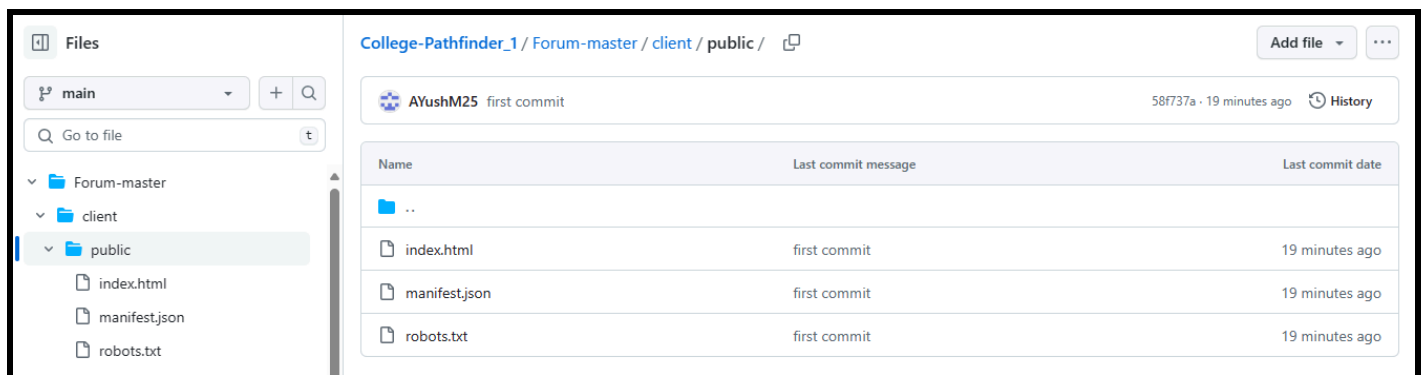 Files
main
Go to file
t
Forum-master
client
public
index.html
manifest.json
robots.txt
College-Pathfinder_1 / Forum-master / client / public /
Add file
AYushM25 first commit
58f737a · 19 minutes ago
History
Name Last commit message Last commit date
..
index.html first commit 19 minutes ago
manifest.json first commit 19 minutes ago
robots.txt first commit 19 minutes ago